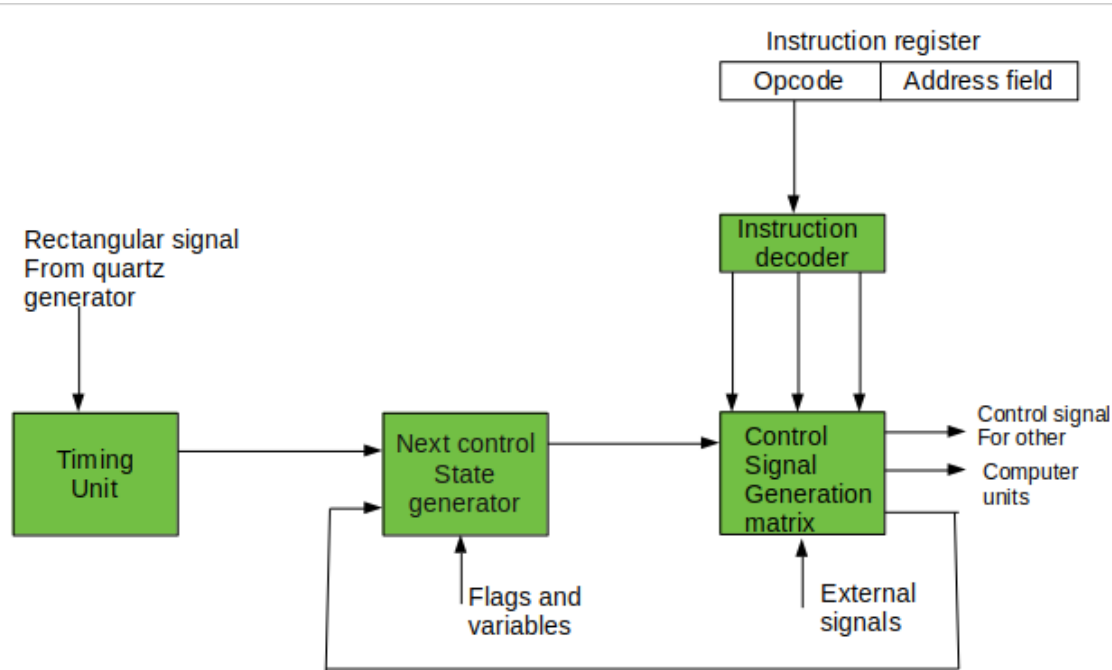 Instruction register
Opcode
Address field
Instruction
decoder
Rectangular signal
From quartz
generator
Timing
Unit
Next control
State
generator
Control
Signal
Generation
matrix
Control signal
For other
Computer
units
Flags and
variables
External
signals